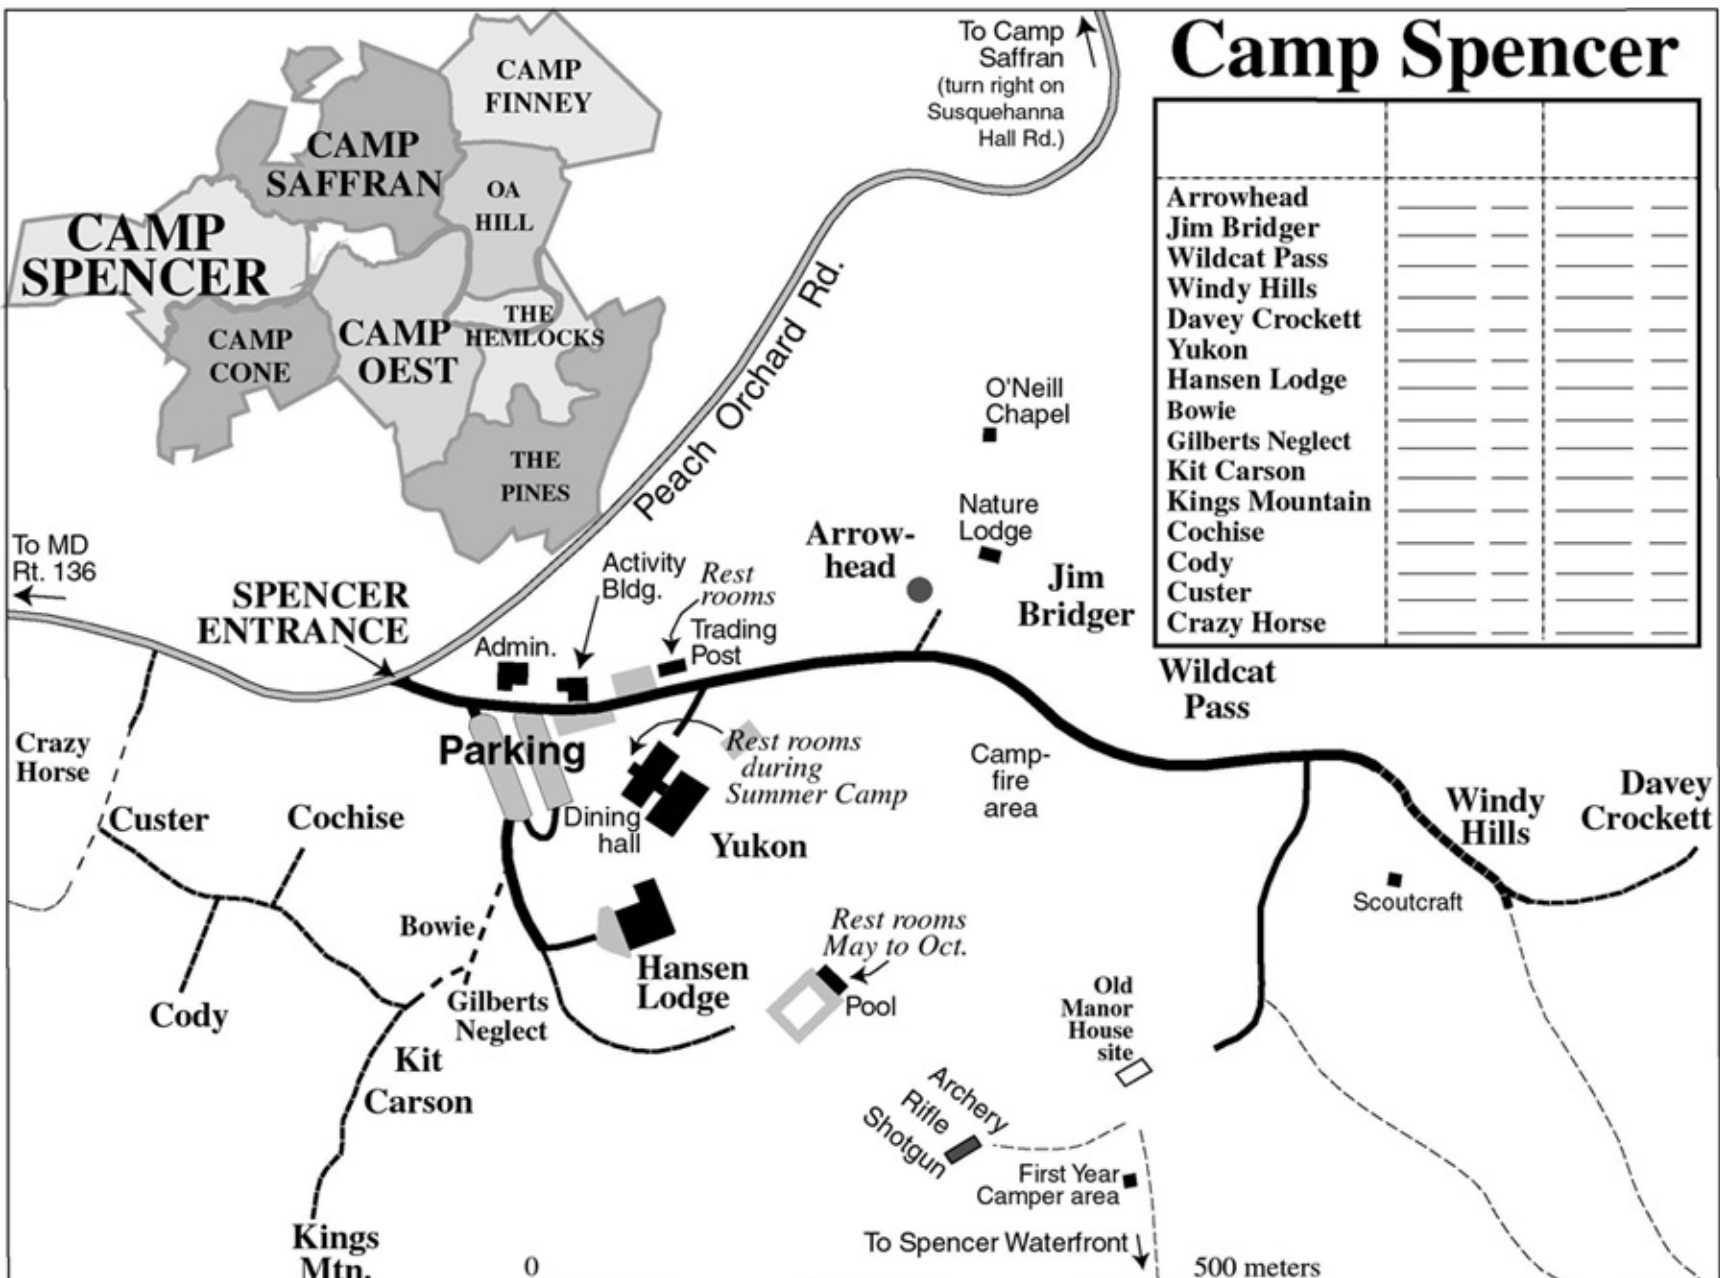 Camp Spencer
CAMP
FINNEY
CAMP
SAFFRAN
OA
HILL
CAMP
SPENCER
CAMP
CONE
CAMP
OEST
THE
HEMLOCKS
THE
PINES
To Camp
Saffran
(turn right on
Susquehanna
Hall Rd.)
Arrowhead
Jim Bridger
Wildcat Pass
Windy Hills
Davey Crockett
Yukon
Hansen Lodge
Bowie
Gilberts Neglect
Kit Carson
Kings Mountain
Cochise
Cody
Custer
Crazy Horse
Peach Orchard Rd.
O'Neill
Chapel
Nature
Lodge
Arrow-
head
Jim
Bridger
To MD
Rt. 136
SPENCER
ENTRANCE
Admin.
Activity
Bldg.
Rest
rooms
Trading
Post
Wildcat
Pass
Crazy
Horse
Parking
Rest rooms
during
Summer Camp
Camp-
fire
area
Windy
Hills
Davey
Crockett
Custer
Cochise
Dining
hall
Yukon
Scoutcraft
Bowie
Rest rooms
May to Oct.
Hansen
Lodge
Pool
Cody
Gilberts
Neglect
Old
Manor
House
site
Kit
Carson
Archery
Rifle
Shotgun
First Year
Camper area
Kings
Mtn.
To Spencer Waterfront
0
500 meters